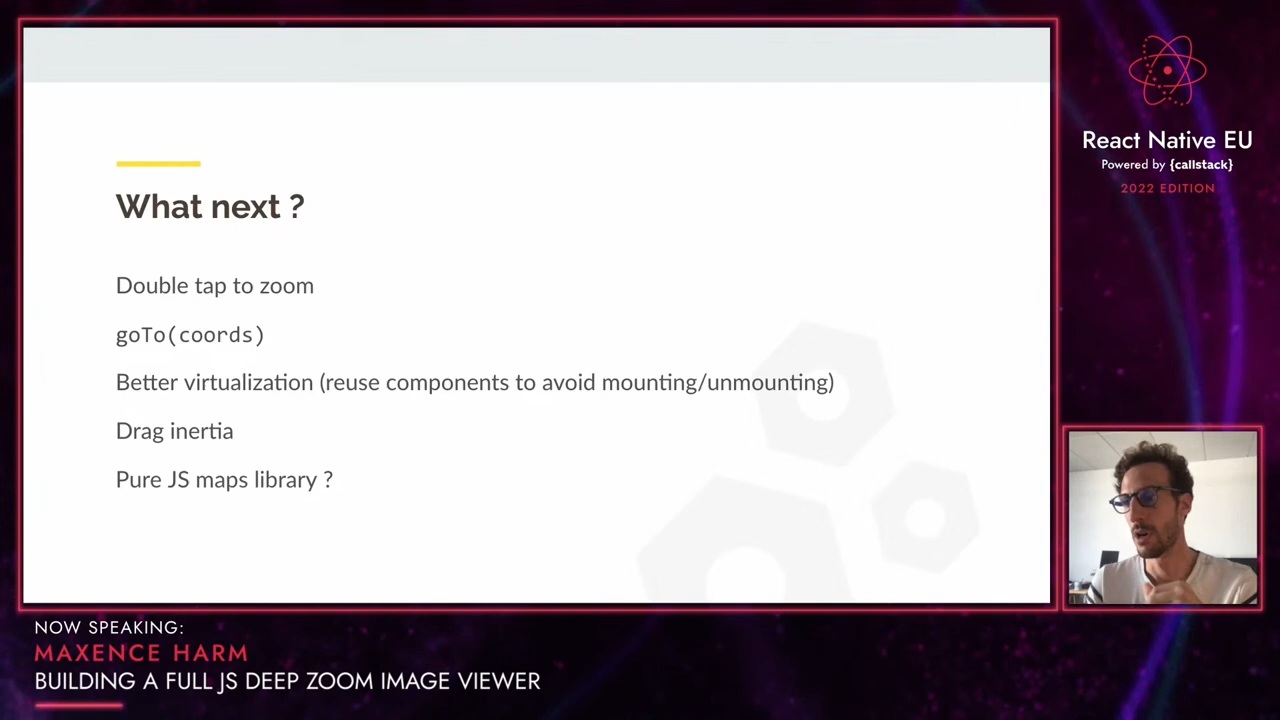 What next ?
Double tap to zoom
goTo(coords)
Better virtualization (reuse components to avoid mounting/unmounting)
Drag inertia
Pure JS maps library ?
React Native EU
Powered by {callstack}
2022 EDITION
NOW SPEAKING:
MAXENCE HARM
BUILDING A FULL JS DEEP ZOOM IMAGE VIEWER